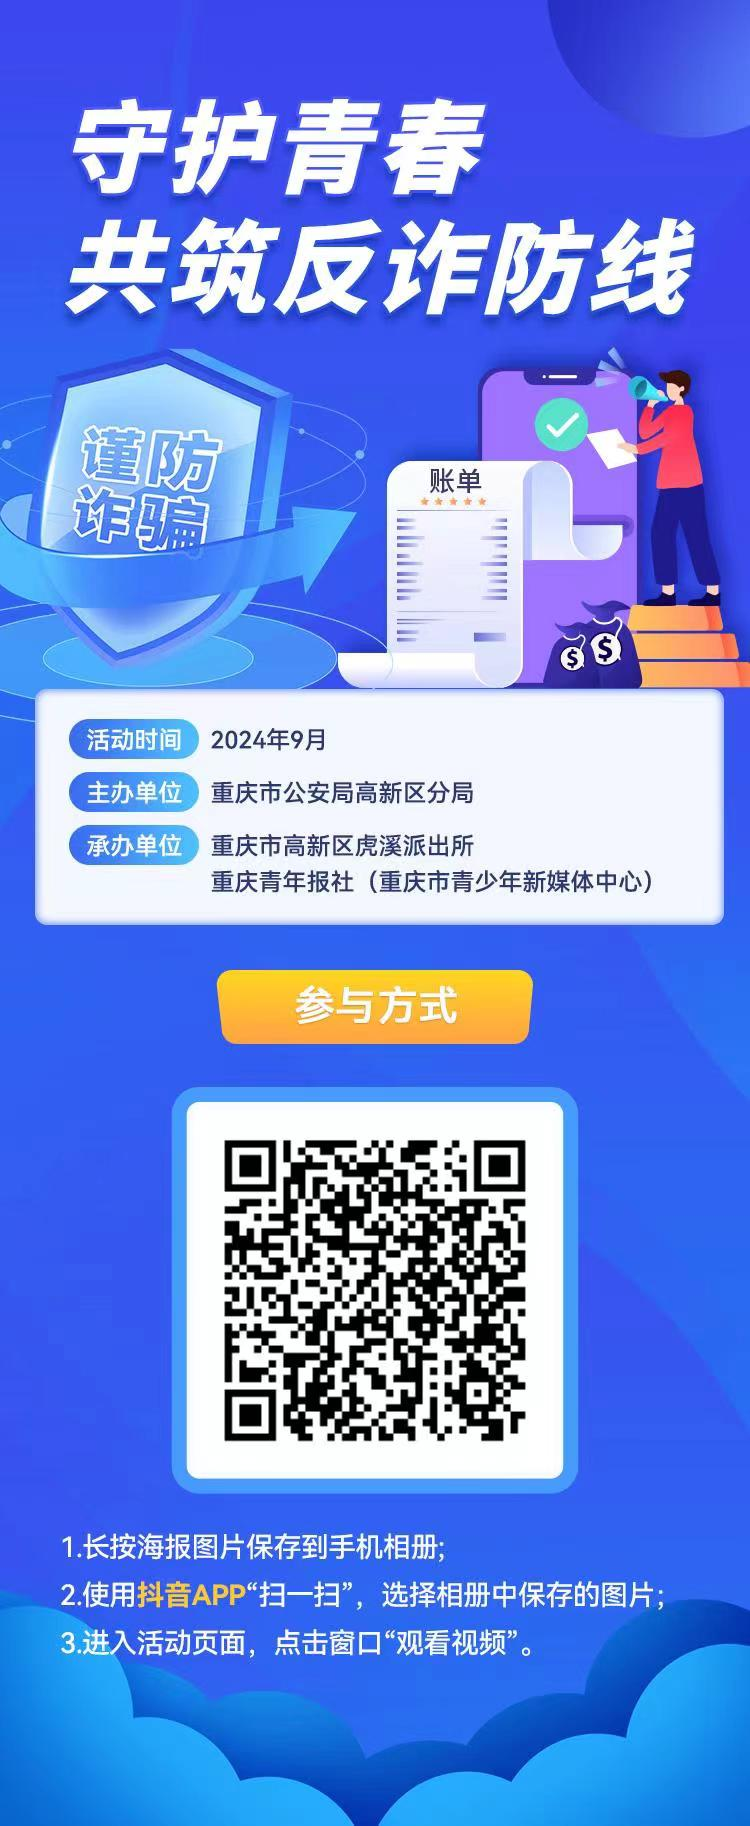 守护青春
共筑反诈防线
谨防
诈骗
账单
$ $
活动时间 2024年9月
主办单位 重庆市公安局高新区分局
承办单位 重庆市高新区虎溪派出所
重庆青年报社（重庆市青少年新媒体中心）
参与方式
1.长按海报图片保存到手机相册;
2.使用抖音APP“扫一扫”，选择相册中保存的图片；
3.进入活动页面，点击窗口“观看视频”。